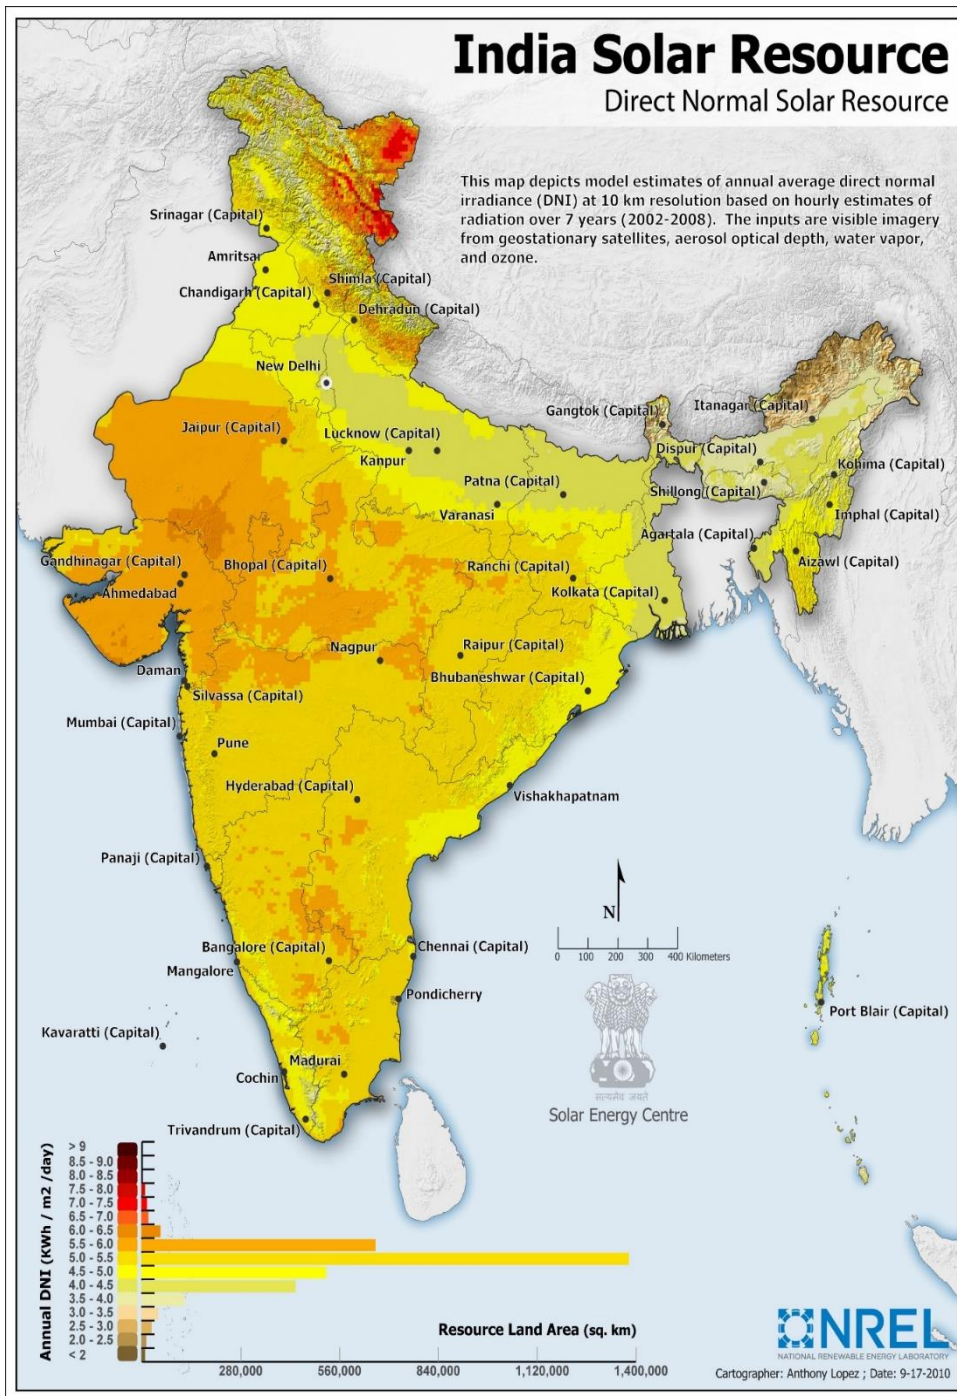 India Solar Resource
Direct Normal Solar Resource
This map depicts model estimates of annual average direct normal
irradiance (DNI) at 10 km resolution based on hourly estimates of
radiation over 7 years (2002-2008). The inputs are visible imagery
from geostationary satellites, aerosol optical depth, water vapor,
and ozone.
Srinagar (Capital)
Amritsar
Shimla (Capital)
Chandigarh (Capital)
Dehradun (Capital)
New Delhi
Gangtok (Capital)
Itanagar (Capital)
Jaipur (Capital)
Lucknow (Capital)
Kanpur
Dispur (Capital)
Kohima (Capital)
Patna (Capital)
Shillong (Capital)
Varanasi
Imphal (Capital)
Agartala (Capital)
Gandhinagar (Capital)
Bhopal (Capital)
Ranchi (Capital)
Aizawl (Capital)
Ahmedabad
Kolkata (Capital)
Nagpur
Raipur (Capital)
Daman
Bhubaneshwar (Capital)
Silvassa (Capital)
Mumbai (Capital)
Pune
Hyderabad (Capital)
Vishakhapatnam
Panaji (Capital)
N
Bangalore (Capital)
Chennai (Capital)
0 100 200 300 400 Kilometers
Mangalore
Pondicherry
Port Blair (Capital)
Kavaratti (Capital)
Madurai
Cochin
सत्यमेव जयते
Solar Energy Centre
Trivandrum (Capital)
Annual DNI (KWh / m2 /day)
> 9
8.5 - 9.0
8.0 - 8.5
7.5 - 8.0
7.0 - 7.5
6.5 - 7.0
6.0 - 6.5
5.5 - 6.0
5.0 - 5.5
4.5 - 5.0
4.0 - 4.5
3.5 - 4.0
3.0 - 3.5
2.5 - 3.0
2.0 - 2.5
< 2
Resource Land Area (sq. km)
280,000 560,000 840,000 1,120,000 1,400,000
NREL
NATIONAL RENEWABLE ENERGY LABORATORY
Cartographer: Anthony Lopez ; Date: 9-17-2010